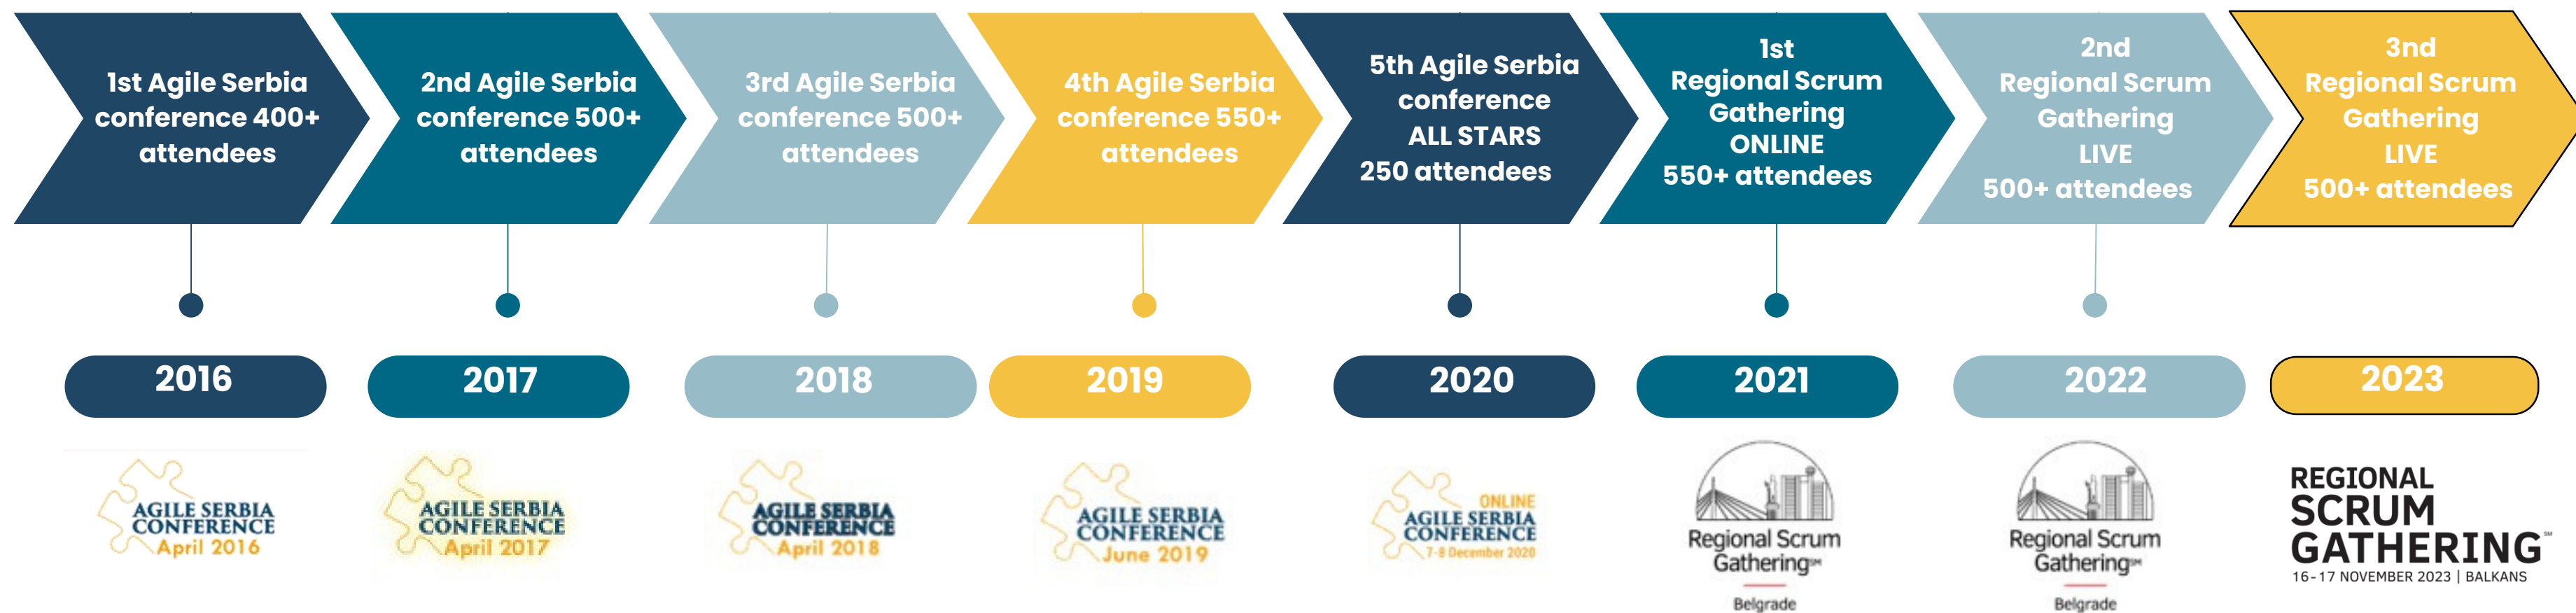 1st Agile Serbia
conference 400+
attendees
2nd Agile Serbia
conference 500+
attendees
3rd Agile Serbia
conference 500+
attendees
4th Agile Serbia
conference 550+
attendees
5th Agile Serbia
conference
ALL STARS
250 attendees
1st
Regional Scrum
Gathering
ONLINE
550+ attendees
2nd
Regional Scrum
Gathering
LIVE
500+ attendees
3nd
Regional Scrum
Gathering
LIVE
500+ attendees
2016
2017
2018
2019
2020
2021
2022
2023
AGILE SERBIA
CONFERENCE
April 2016
AGILE SERBIA
CONFERENCE
April 2017
AGILE SERBIA
CONFERENCE
April 2018
AGILE SERBIA
CONFERENCE
June 2019
ONLINE
AGILE SERBIA
CONFERENCE
7-8 December 2020
Regional Scrum
Gathering℠
Belgrade
Regional Scrum
Gathering℠
Belgrade
REGIONAL
SCRUM
GATHERING℠
16-17 NOVEMBER 2023 | BALKANS